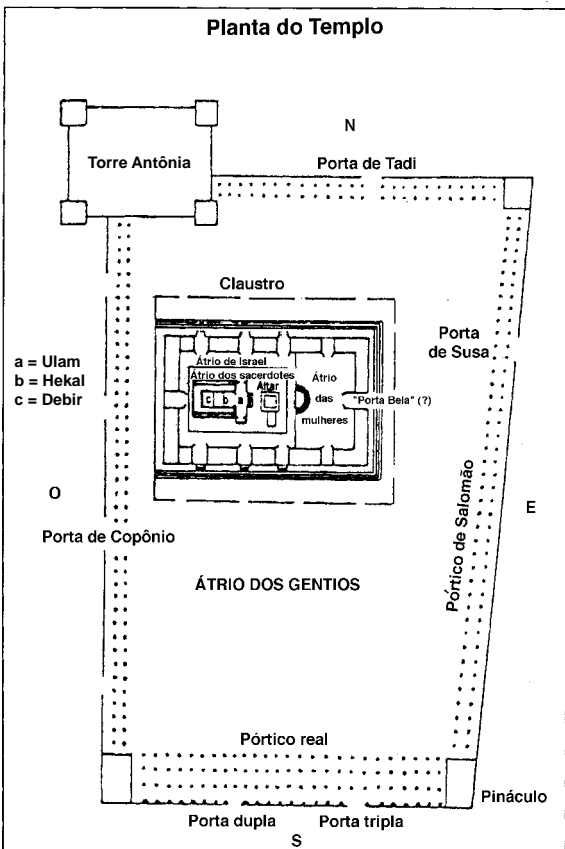 Planta do Templo
N
Torre Antônia
Porta de Tadi
Claustro
Porta
de Susa
a = Ulam
b = Hekal
c = Debir
Átrio de Israel
Átrio dos sacerdotes
Altar
c b a
Átrio
das
mulheres
"Porta Bela" (?)
O
E
Porta de Copônio
Pórtico de Salomão
ÁTRIO DOS GENTIOS
Pórtico real
Pináculo
Porta dupla
Porta tripla
S